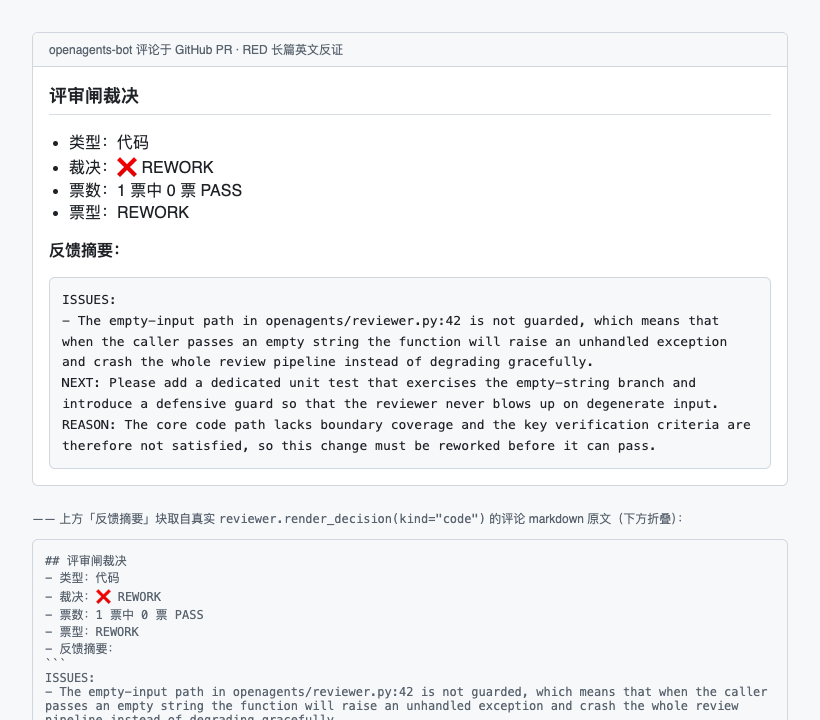 openagents-bot 评论于 GitHub PR · RED 长篇英文反证
评审闸裁决
• 类型：代码
• 裁决：❌ REWORK
• 票数：1 票中 0 票 PASS
• 票型：REWORK
反馈摘要：
ISSUES:
- The empty-input path in openagents/reviewer.py:42 is not guarded, which means that
when the caller passes an empty string the function will raise an unhandled exception
and crash the whole review pipeline instead of degrading gracefully.
NEXT: Please add a dedicated unit test that exercises the empty-string branch and
introduce a defensive guard so that the reviewer never blows up on degenerate input.
REASON: The core code path lacks boundary coverage and the key verification criteria are
therefore not satisfied, so this change must be reworked before it can pass.
—— 上方「反馈摘要」块取自真实 reviewer.render_decision(kind="code") 的评论 markdown 原文（下方折叠）：
## 评审闸裁决
- 类型：代码
- 裁决：❌ REWORK
- 票数：1 票中 0 票 PASS
- 票型：REWORK
- 反馈摘要：
```
ISSUES:
- The empty-input path in openagents/reviewer.py:42 is not guarded, which means that when the caller
passes an empty string the function will raise an unhandled exception and crash the whole review
pipeline instead of degrading gracefully.